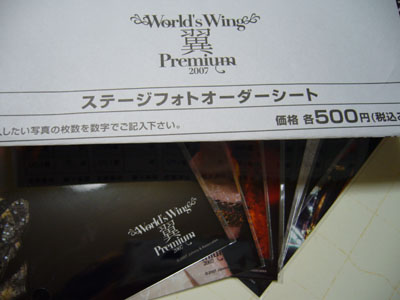 World's Wing
翼
Premium
2007
ステージフォトオーダーシート
価格 各500円(税込
したい写真の枚数を数字でご記入下さい。
World's Wing
翼
Premium
2007